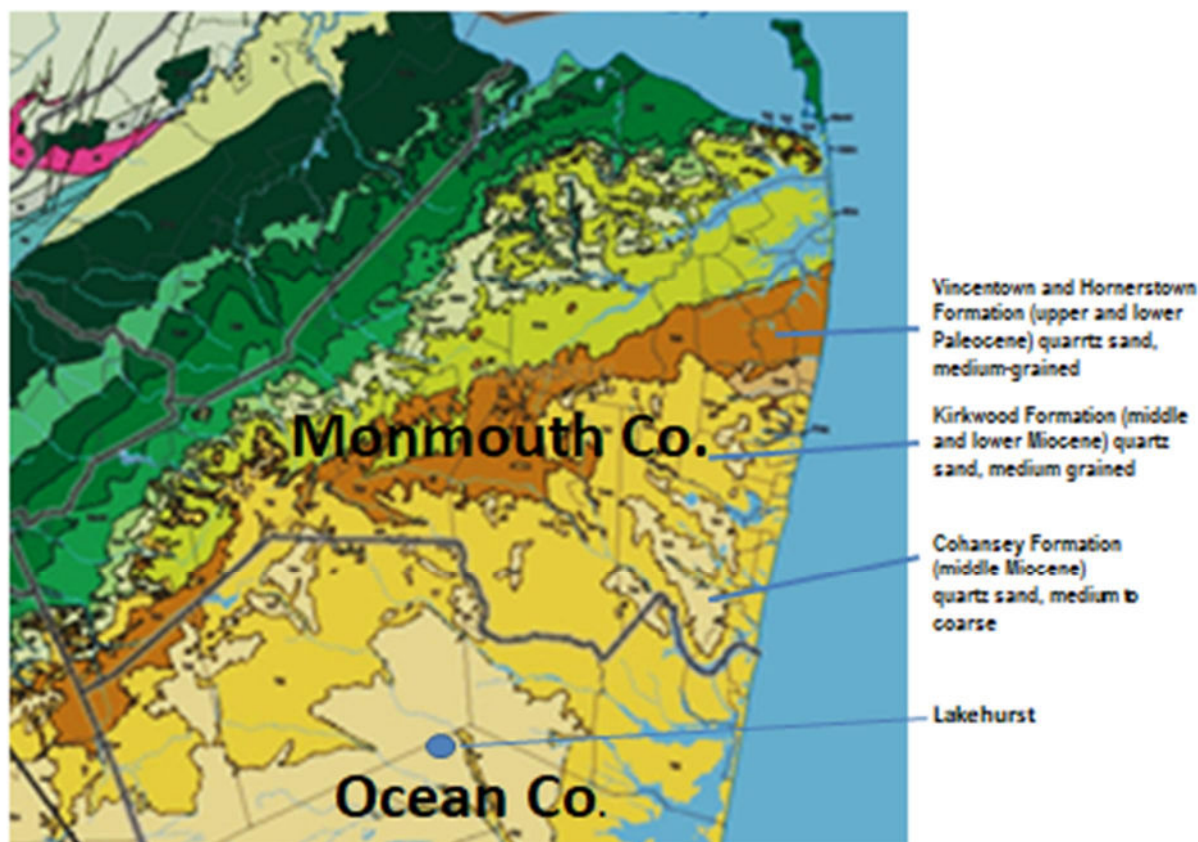 Vincentown and Hornerstown
Formation (upper and lower
Paleocene) quarrtz sand,
medium-grained
Kirkwood Formation (middle
and lower Miocene) quartz
sand, medium grained
Cohansey Formation
(middle Miocene)
quartz sand, medium to
coarse
Lakehurst
Monmouth Co.
Ocean Co.